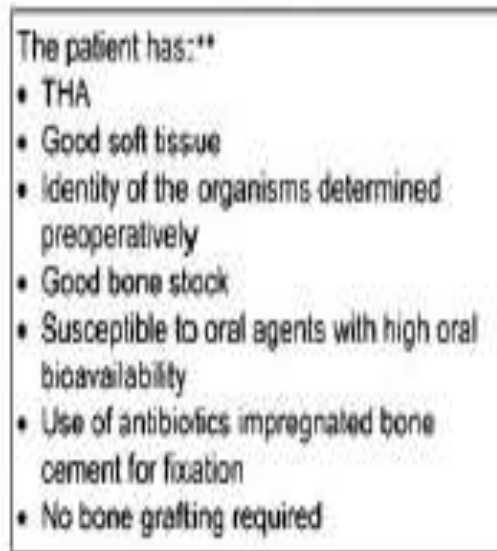 The patient has:**
• THA
• Good soft tissue
• Identity of the organisms determined
preoperatively
• Good bone stock
• Susceptible to oral agents with high oral
bioavailability
• Use of antibiotics impregnated bone
cement for fixation
• No bone grafting required